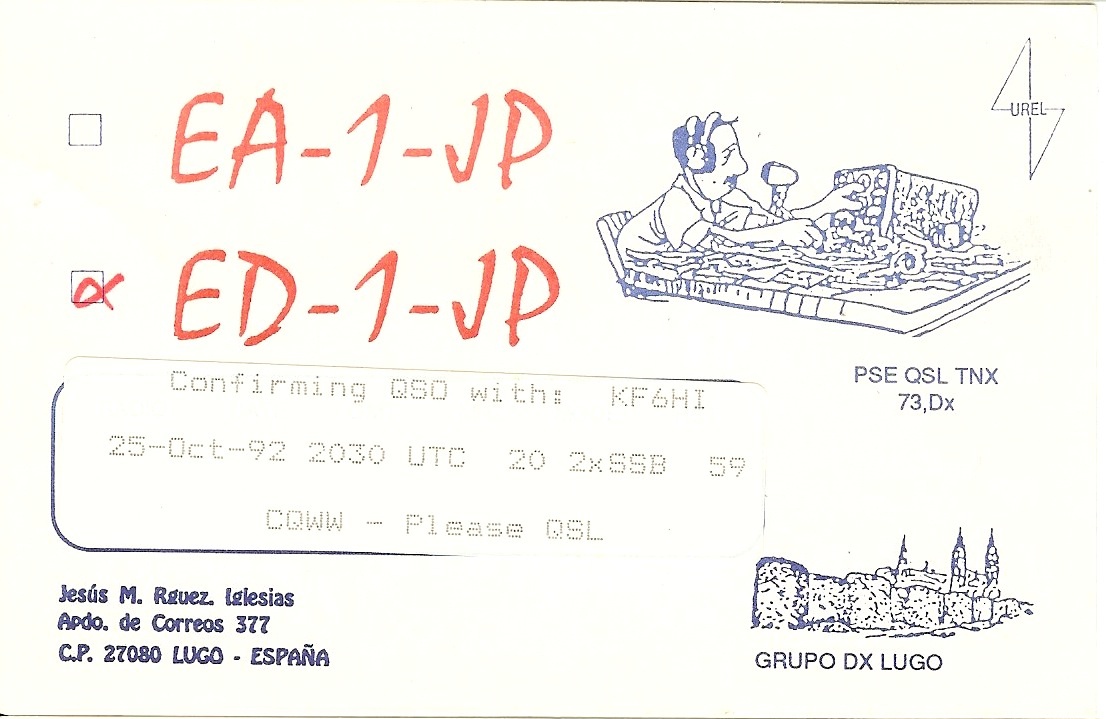 EA-1-JP
UREL
ED-1-JP
Confirming QSO with: KF6HI
25-Oct-92 2030 UTC 20 2xSSB 59
CQWW - Please QSL
PSE QSL TNX
73,Dx
Jesús M. Rguez. Iglesias
Apdo. de Correos 377
C.P. 27080 LUGO - ESPAÑA
GRUPO DX LUGO